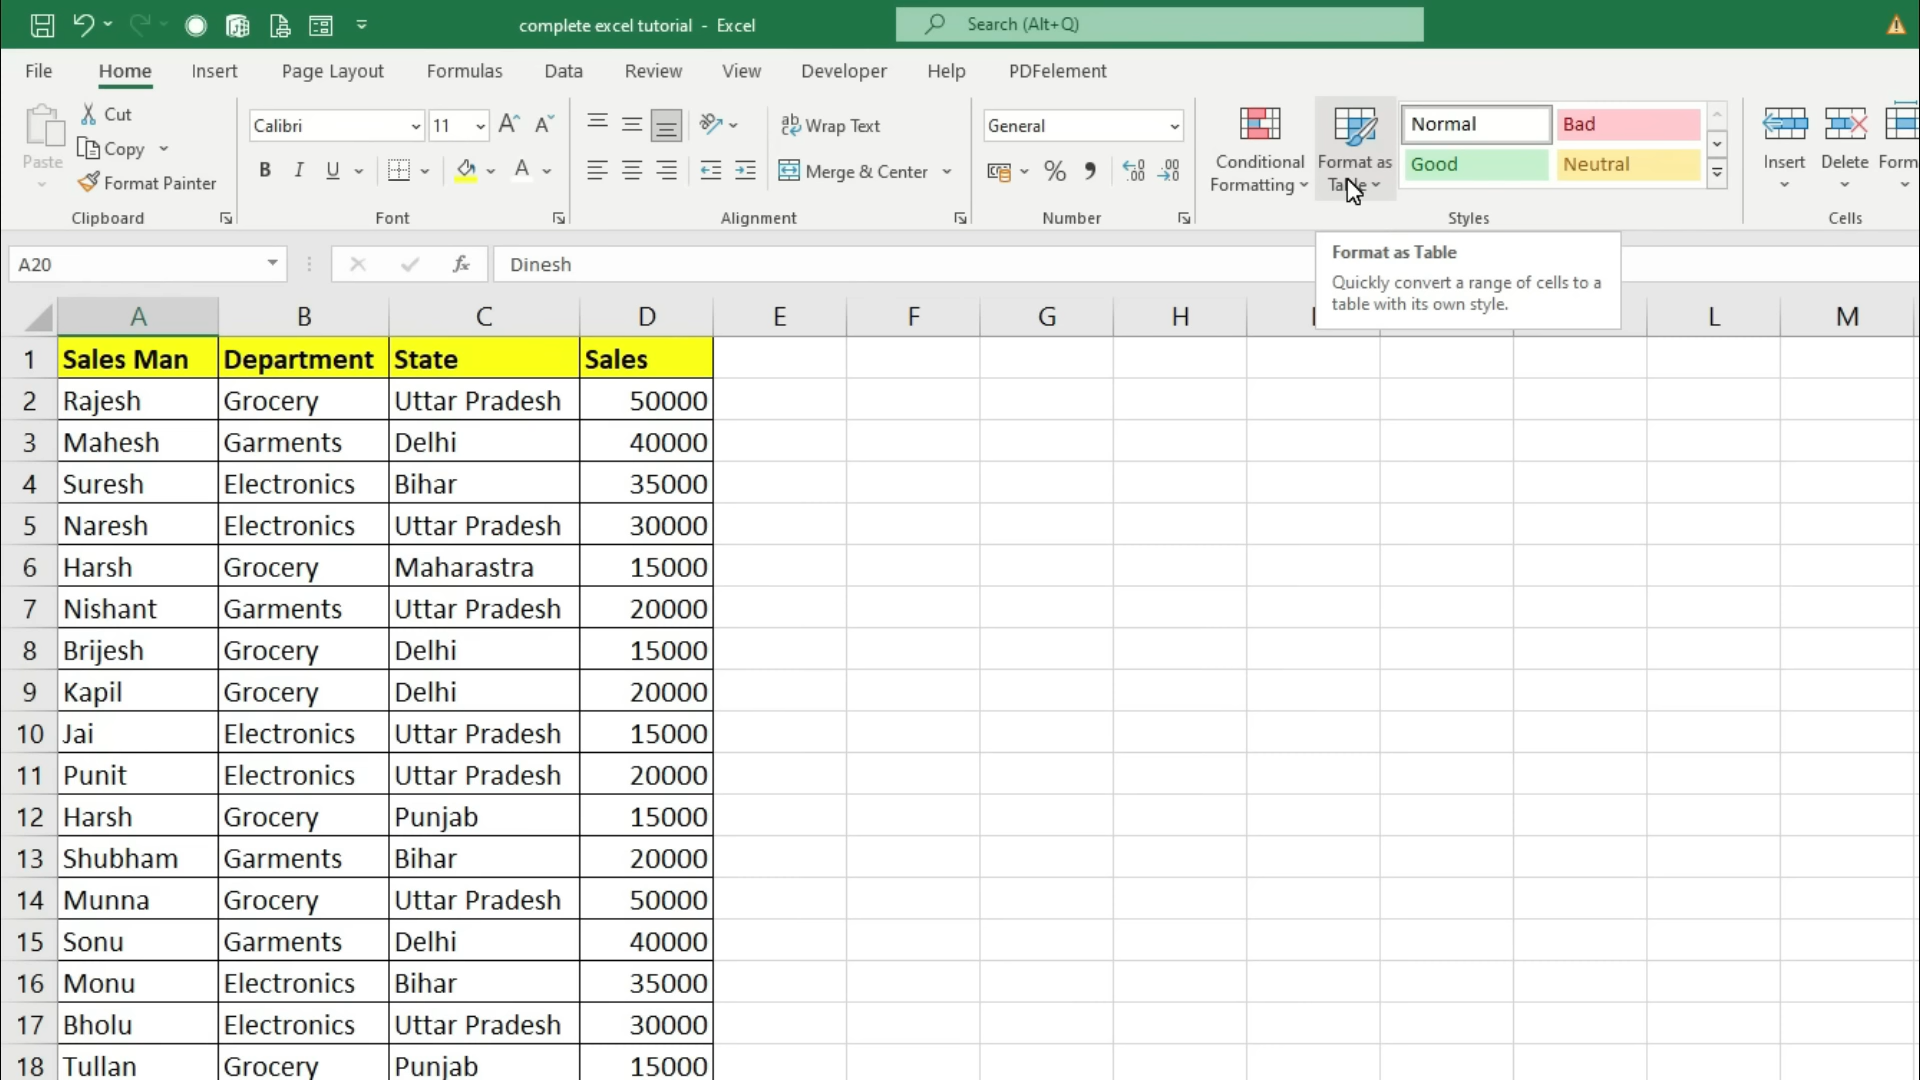 complete excel tutorial - Excel
Search (Alt+Q)
File Home Insert Page Layout Formulas Data Review View Developer Help PDFelement
Paste
Cut
Copy
Format Painter
Clipboard
Calibri 11
B I U
Font
Wrap Text
Merge & Center
Alignment
General
%
Number
Conditional Formatting
Format as Table
Normal Bad
Good Neutral
Styles
Insert Delete Form
Cells
A20 fx Dinesh
Format as Table
Quickly convert a range of cells to a
table with its own style.
A B C D E F G H L M
1 Sales Man Department State Sales
2 Rajesh Grocery Uttar Pradesh 50000
3 Mahesh Garments Delhi 40000
4 Suresh Electronics Bihar 35000
5 Naresh Electronics Uttar Pradesh 30000
6 Harsh Grocery Maharastra 15000
7 Nishant Garments Uttar Pradesh 20000
8 Brijesh Grocery Delhi 15000
9 Kapil Grocery Delhi 20000
10 Jai Electronics Uttar Pradesh 15000
11 Punit Electronics Uttar Pradesh 20000
12 Harsh Grocery Punjab 15000
13 Shubham Garments Bihar 20000
14 Munna Grocery Uttar Pradesh 50000
15 Sonu Garments Delhi 40000
16 Monu Electronics Bihar 35000
17 Bholu Electronics Uttar Pradesh 30000
18 Tullan Grocery Punjab 15000